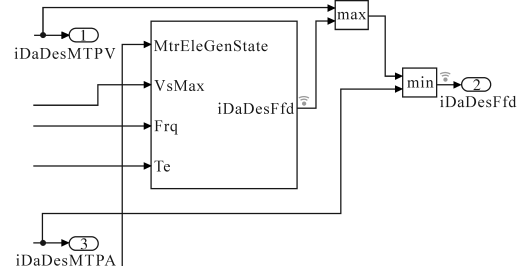 max
1
iDaDesMTPV
MtrEleGenState
VsMax
iDaDesFfd
min
2
iDaDesFfd
Frq
Te
3
iDaDesMTPA